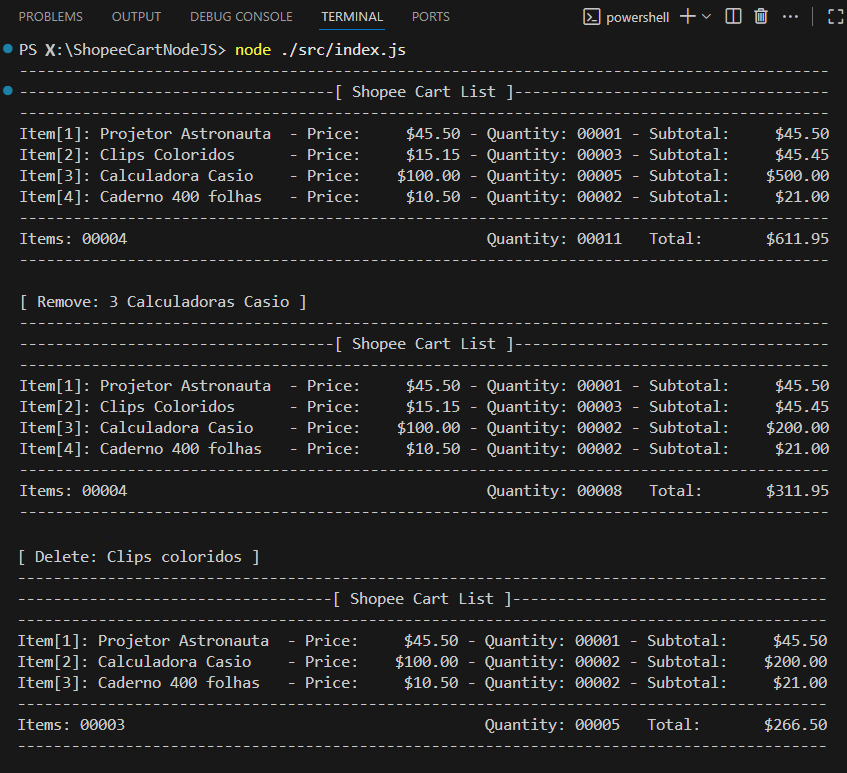 PROBLEMS OUTPUT DEBUG CONSOLE TERMINAL PORTS powershell
PS X:\ShopeeCartNodeJS> node ./src/index.js
------------------------------------------------------------------------------------------
-----------------------------------[ Shopee Cart List ]-----------------------------------
------------------------------------------------------------------------------------------
Item[1]: Projetor Astronauta  - Price:     $45.50 - Quantity: 00001 - Subtotal:     $45.50
Item[2]: Clips Coloridos      - Price:     $15.15 - Quantity: 00003 - Subtotal:     $45.45
Item[3]: Calculadora Casio    - Price:    $100.00 - Quantity: 00005 - Subtotal:    $500.00
Item[4]: Caderno 400 folhas   - Price:     $10.50 - Quantity: 00002 - Subtotal:     $21.00
------------------------------------------------------------------------------------------
Items: 00004                                        Quantity: 00011   Total:       $611.95
------------------------------------------------------------------------------------------
[ Remove: 3 Calculadoras Casio ]
------------------------------------------------------------------------------------------
-----------------------------------[ Shopee Cart List ]-----------------------------------
------------------------------------------------------------------------------------------
Item[1]: Projetor Astronauta  - Price:     $45.50 - Quantity: 00001 - Subtotal:     $45.50
Item[2]: Clips Coloridos      - Price:     $15.15 - Quantity: 00003 - Subtotal:     $45.45
Item[3]: Calculadora Casio    - Price:    $100.00 - Quantity: 00002 - Subtotal:    $200.00
Item[4]: Caderno 400 folhas   - Price:     $10.50 - Quantity: 00002 - Subtotal:     $21.00
------------------------------------------------------------------------------------------
Items: 00004                                        Quantity: 00008   Total:       $311.95
------------------------------------------------------------------------------------------
[ Delete: Clips coloridos ]
------------------------------------------------------------------------------------------
-----------------------------------[ Shopee Cart List ]-----------------------------------
------------------------------------------------------------------------------------------
Item[1]: Projetor Astronauta  - Price:     $45.50 - Quantity: 00001 - Subtotal:     $45.50
Item[2]: Calculadora Casio    - Price:    $100.00 - Quantity: 00002 - Subtotal:    $200.00
Item[3]: Caderno 400 folhas   - Price:     $10.50 - Quantity: 00002 - Subtotal:     $21.00
------------------------------------------------------------------------------------------
Items: 00003                                        Quantity: 00005   Total:       $266.50
------------------------------------------------------------------------------------------